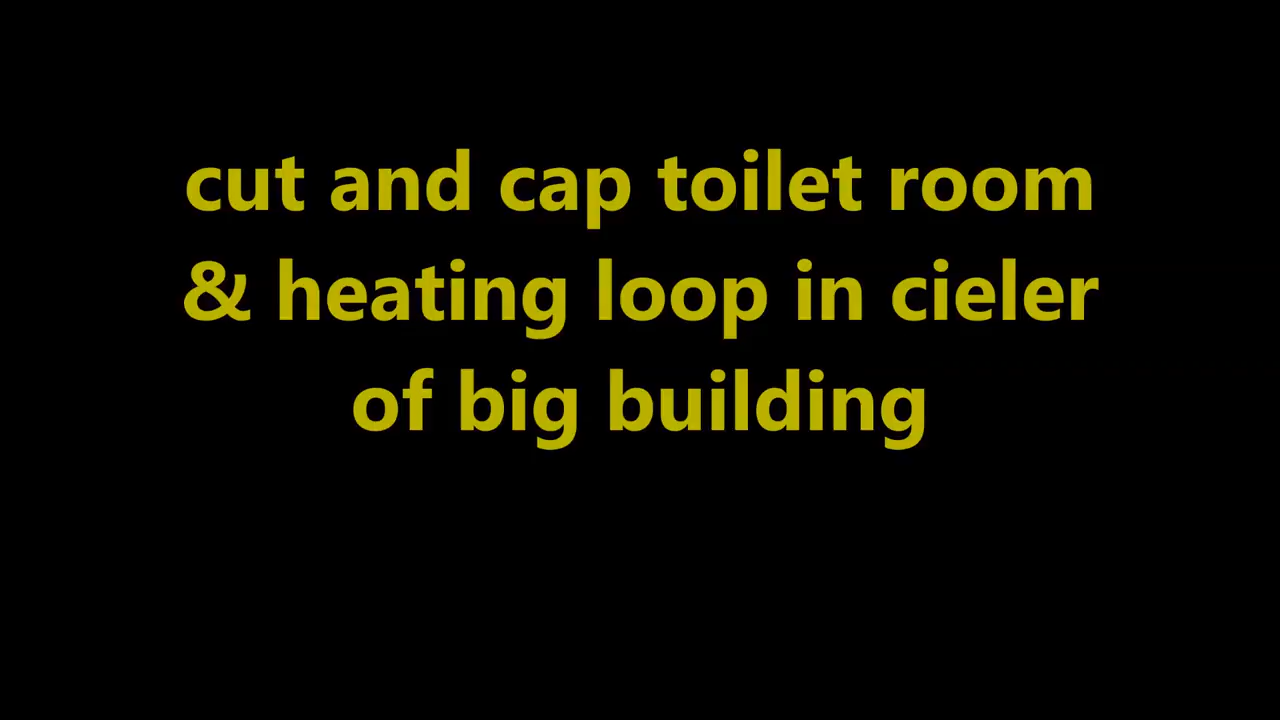 cut and cap toilet room
& heating loop in cieler
of big building